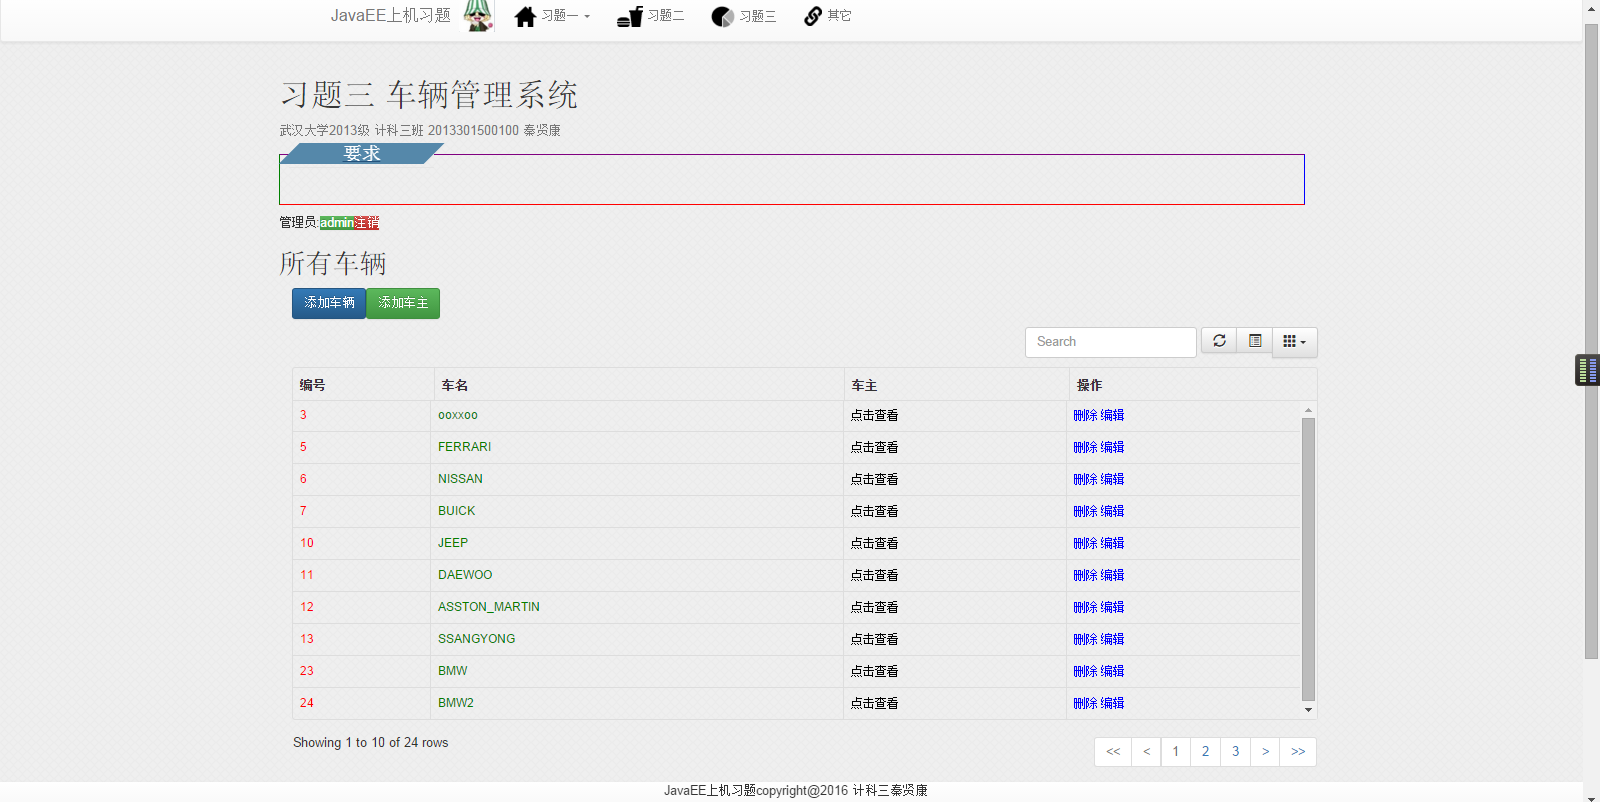 JavaEE上机习题 习题一 习题二 习题三 其它
习题三 车辆管理系统
武汉大学2013级 计科三班 2013301500100 秦贤康
要求
管理员:admin注销
所有车辆
添加车辆 添加车主
Search
编号 车名 车主 操作
3 ooxxoo 点击查看 删除 编辑
5 FERRARI 点击查看 删除 编辑
6 NISSAN 点击查看 删除 编辑
7 BUICK 点击查看 删除 编辑
10 JEEP 点击查看 删除 编辑
11 DAEWOO 点击查看 删除 编辑
12 ASSTON_MARTIN 点击查看 删除 编辑
13 SSANGYONG 点击查看 删除 编辑
23 BMW 点击查看 删除 编辑
24 BMW2 点击查看 删除 编辑
Showing 1 to 10 of 24 rows << < 1 2 3 > >>
JavaEE上机习题copyright@2016 计科三秦贤康